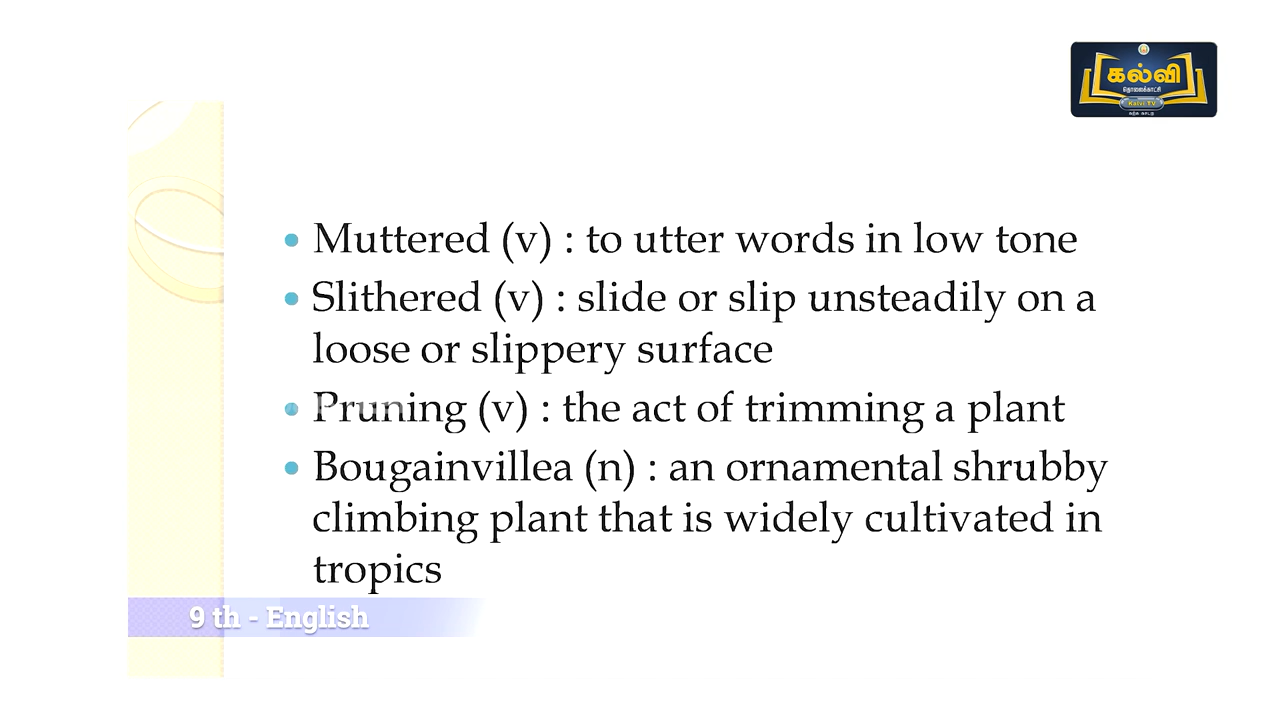 கல்வி
தொலைக்காட்சி
Kalvi TV
Muttered (v) : to utter words in low tone
Slithered (v) : slide or slip unsteadily on a
loose or slippery surface
Pruning (v) : the act of trimming a plant
Bougainvillea (n) : an ornamental shrubby
climbing plant that is widely cultivated in
tropics
9 th - English